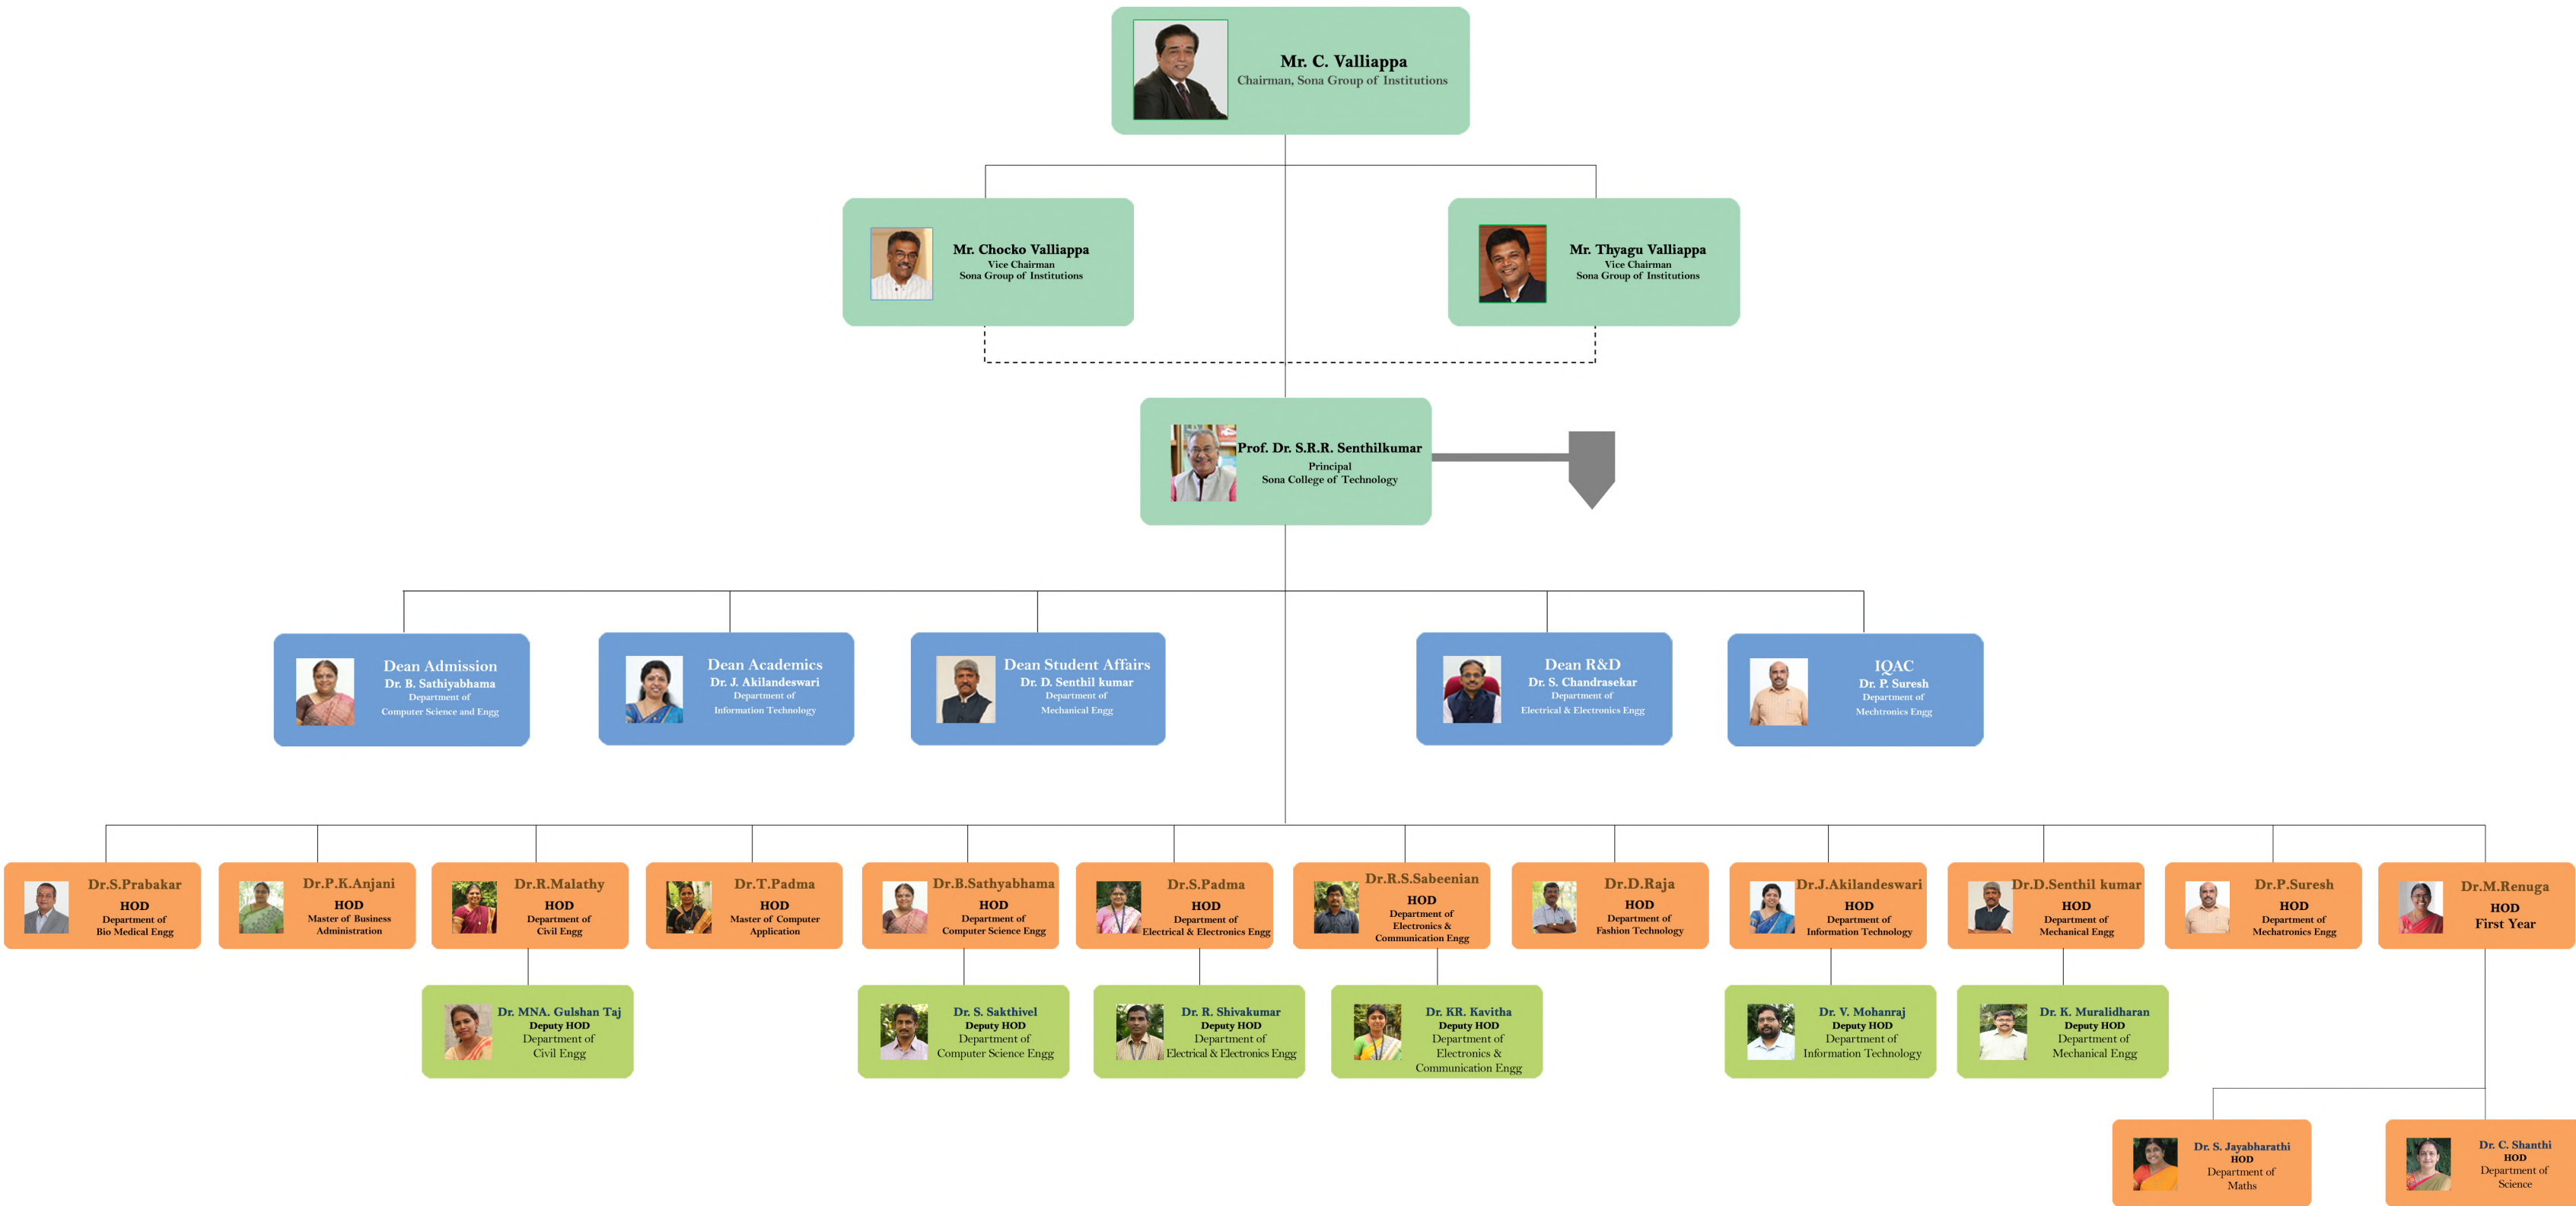 Mr. C. Valliappa
Chairman, Sona Group of Institutions
Mr. Chocko Valliappa
Vice Chairman
Sona Group of Institutions
Mr. Thyagu Valliappa
Vice Chairman
Sona Group of Institutions
Prof. Dr. S.R.R. Senthilkumar
Principal
Sona College of Technology
Dean Admission
Dr. B. Sathiyabhama
Department of
Computer Science and Engg
Dean Academics
Dr. J. Akilandeswari
Department of
Information Technology
Dean Student Affairs
Dr. D. Senthil kumar
Department of
Mechanical Engg
Dean R&D
Dr. S. Chandrasekar
Department of
Electrical & Electronics Engg
IQAC
Dr. P. Suresh
Department of
Mechtronics Engg
Dr.S.Prabakar
HOD
Department of
Bio Medical Engg
Dr.P.K.Anjani
HOD
Master of Business
Administration
Dr.R.Malathy
HOD
Department of
Civil Engg
Dr.T.Padma
HOD
Master of Computer
Application
Dr.B.Sathyabhama
HOD
Department of
Computer Science Engg
Dr.S.Padma
HOD
Department of
Electrical & Electronics Engg
Dr.R.S.Sabeenian
HOD
Department of
Electronics &
Communication Engg
Dr.D.Raja
HOD
Department of
Fashion Technology
Dr.J.Akilandeswari
HOD
Department of
Information Technology
Dr.D.Senthil kumar
HOD
Department of
Mechanical Engg
Dr.P.Suresh
HOD
Department of
Mechatronics Engg
Dr.M.Renuga
HOD
First Year
Dr. MNA. Gulshan Taj
Deputy HOD
Department of
Civil Engg
Dr. S. Sakthivel
Deputy HOD
Department of
Computer Science Engg
Dr. R. Shivakumar
Deputy HOD
Department of
Electrical & Electronics Engg
Dr. KR. Kavitha
Deputy HOD
Department of
Electronics &
Communication Engg
Dr. V. Mohanraj
Deputy HOD
Department of
Information Technology
Dr. K. Muralidharan
Deputy HOD
Department of
Mechanical Engg
Dr. S. Jayabharathi
HOD
Department of
Maths
Dr. C. Shanthi
HOD
Department of
Science